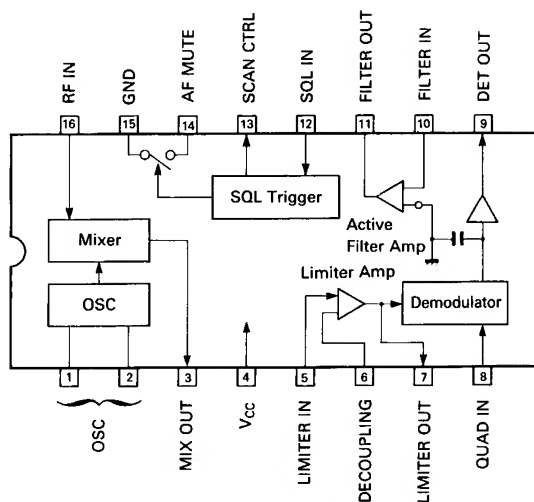 RF IN
GND
AF MUTE
SCAN CTRL
SQL IN
FILTER OUT
FILTER IN
DET OUT
16
15
14
13
12
11
10
9
SQL Trigger
Mixer
Active
Filter Amp
Limiter Amp
OSC
Demodulator
1
2
3
4
5
6
7
8
OSC
MIX OUT
Vcc
LIMITER IN
DECOUPLING
LIMITER OUT
QUAD IN